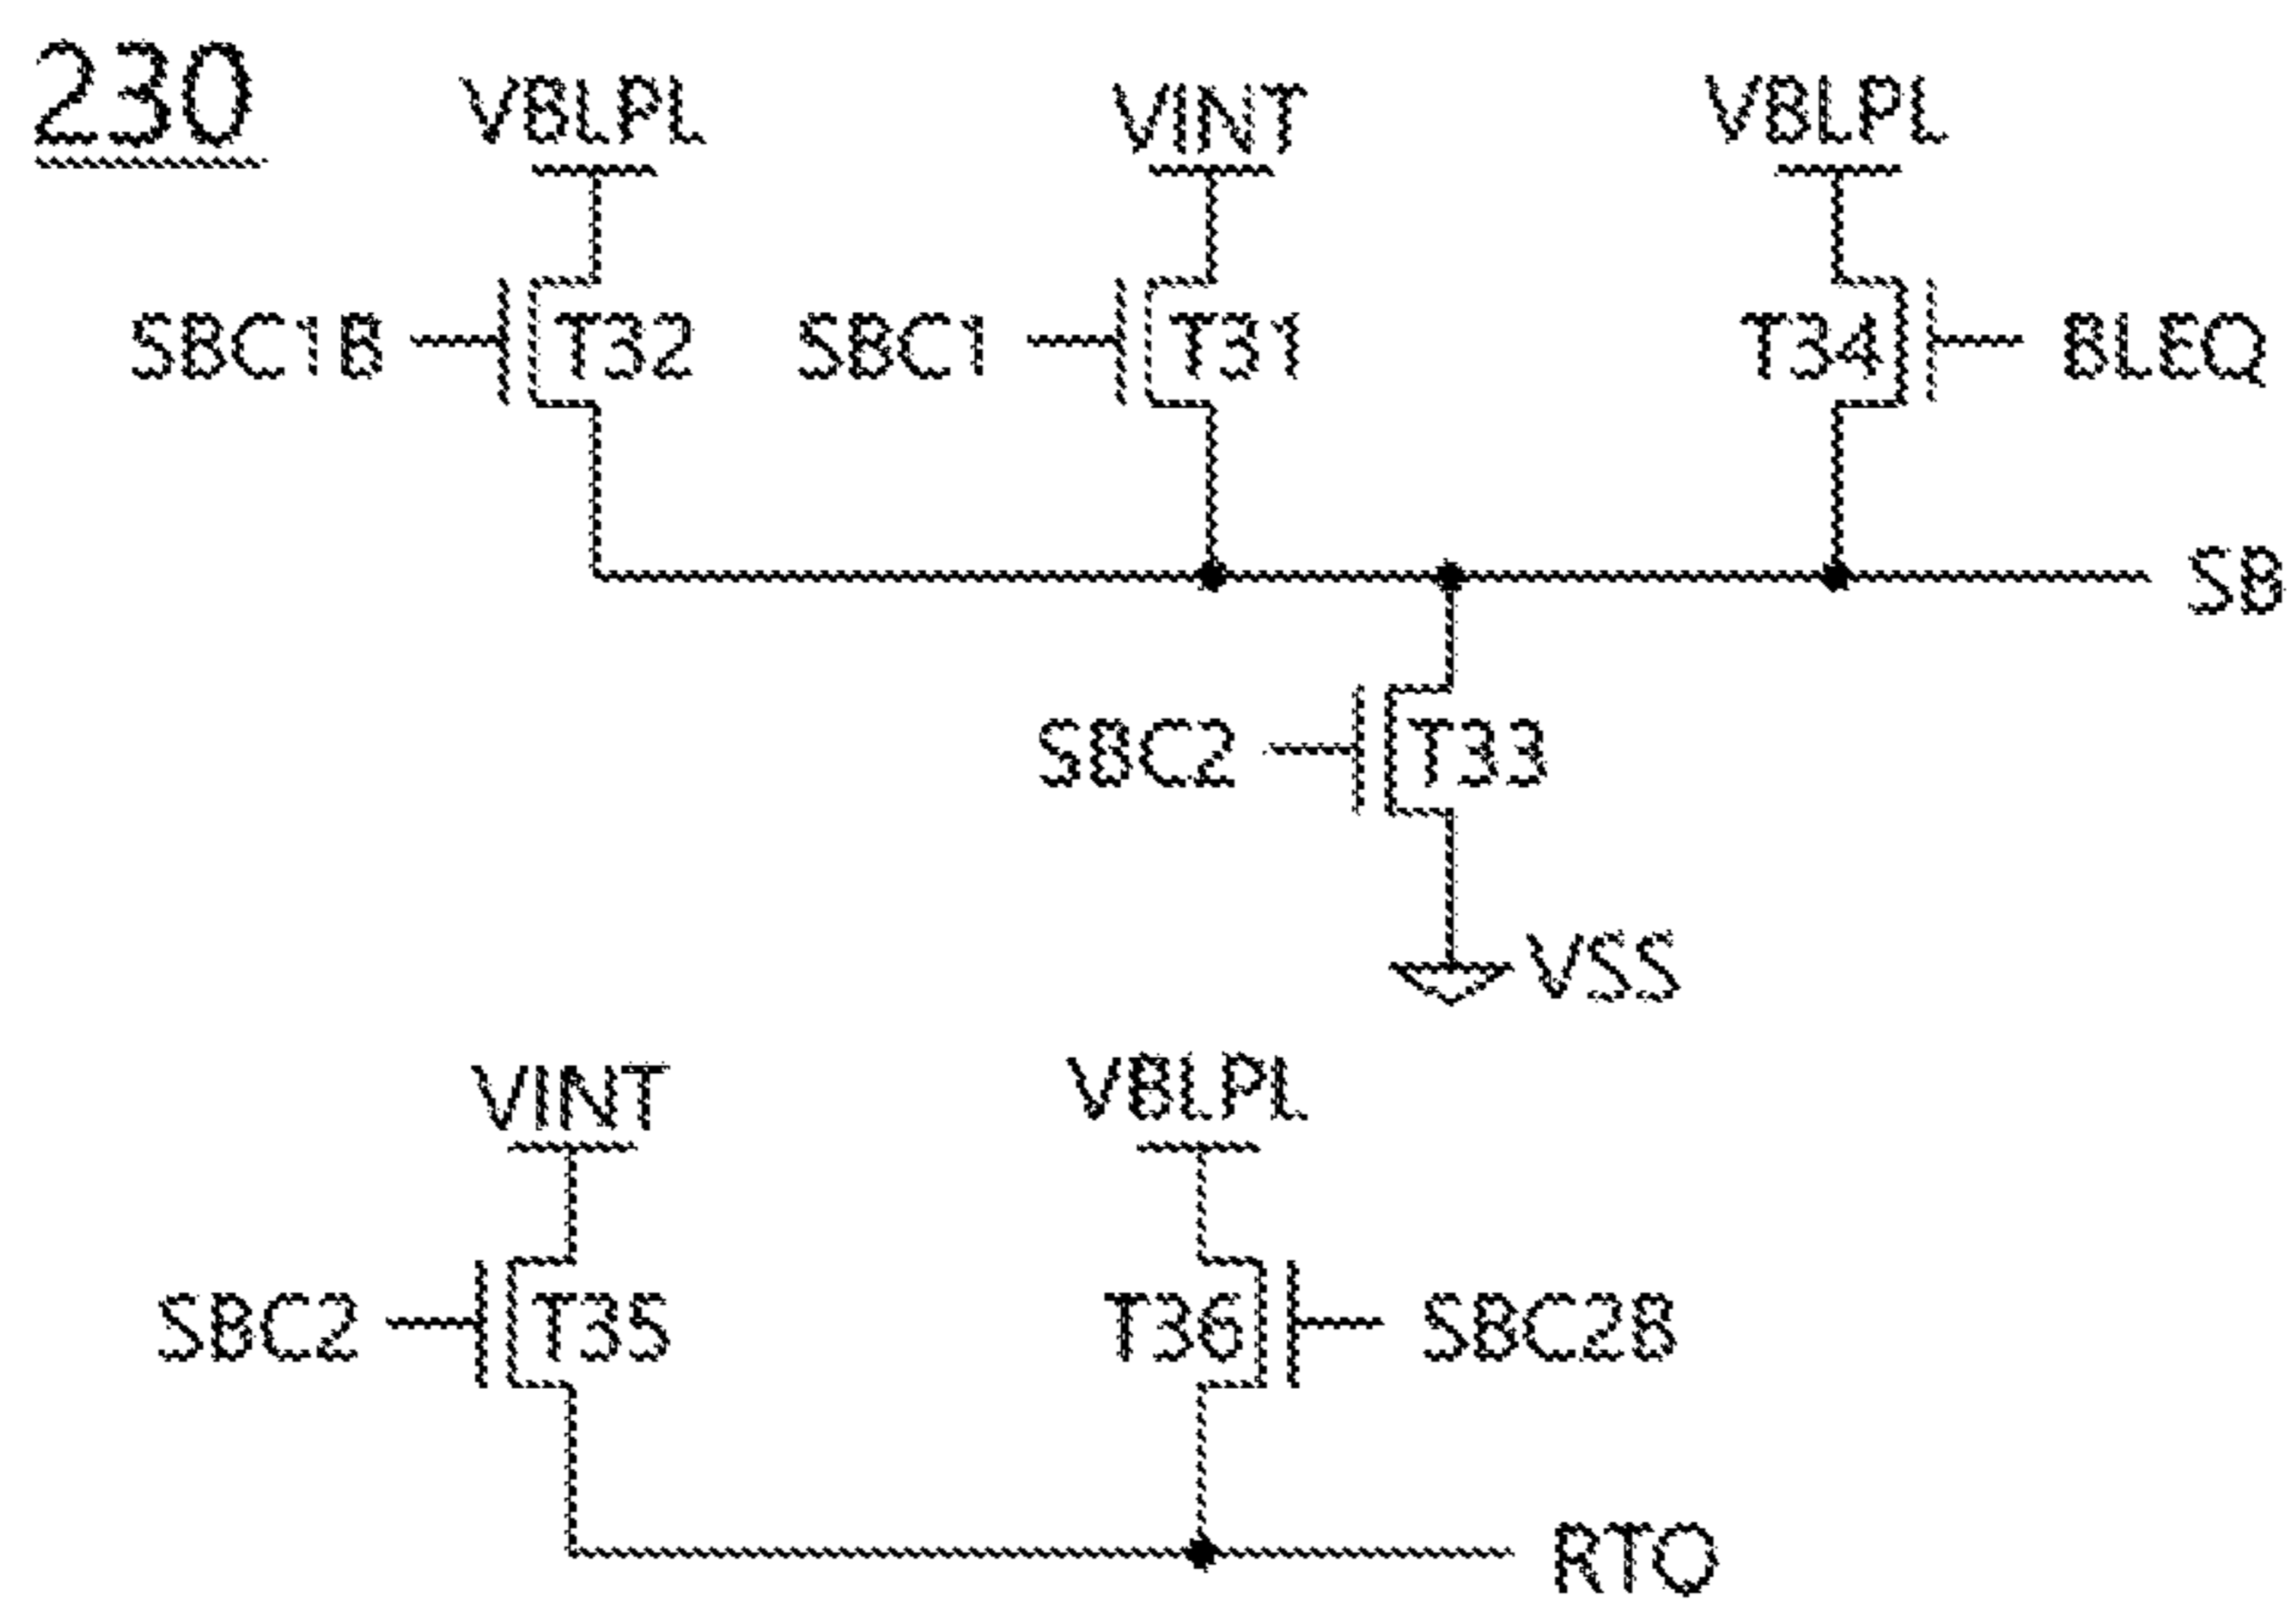 230
VBLPL VINT VBLPL
SBC1B T32 SBC1 T31 T34 BLEQ
SB
SBC2 T33
VSS
VINT VBLPL
SBC2 T35 T36 SBC2B
RTO